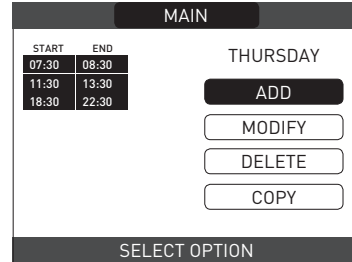 MAIN
START END
07:30 08:30
11:30 13:30
18:30 22:30
THURSDAY
ADD
MODIFY
DELETE
COPY
SELECT OPTION